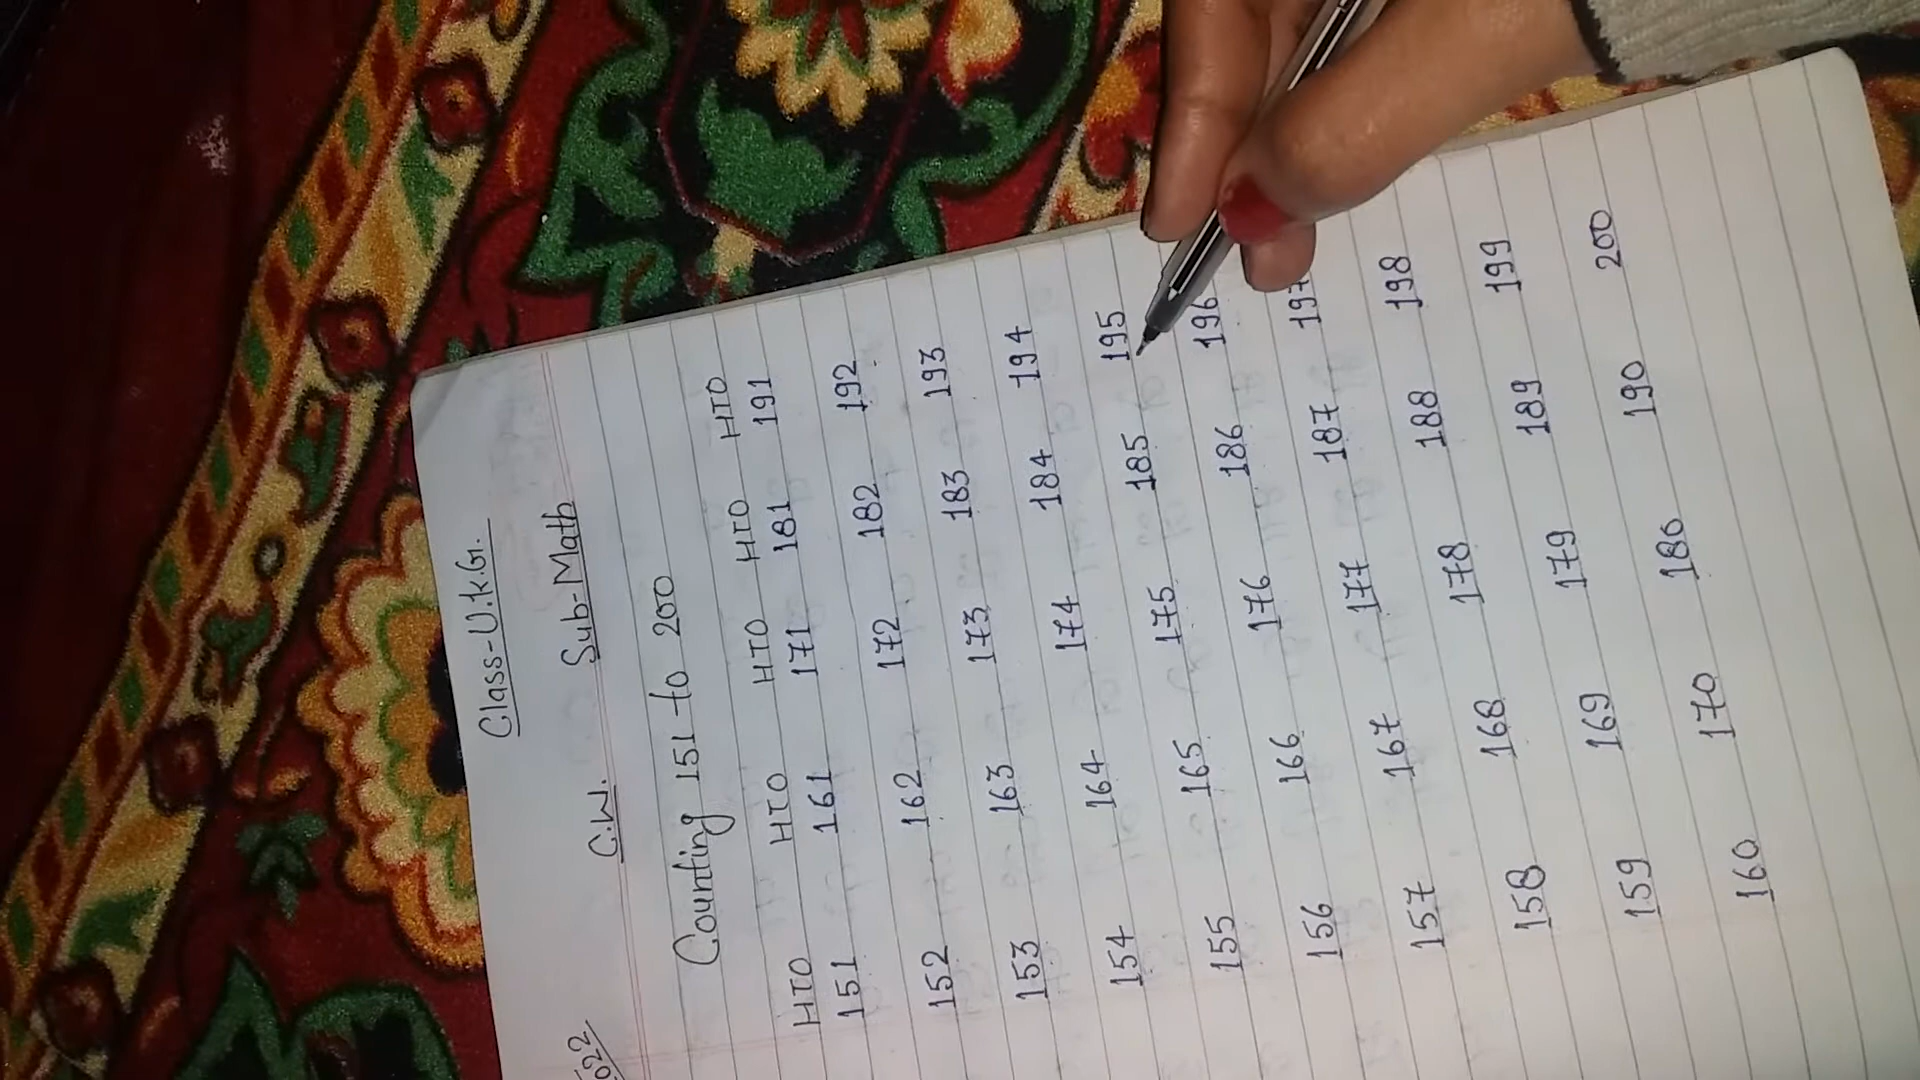 Class-U.K.G.
C.W. Sub-Math
Counting 151 to 200
HTO HTO HTO HTO HTO
151 161 171 181 191
152 162 172 182 192
153 163 173 183 193
154 164 174 184 194
155 165 175 185 195
156 166 176 186 196
157 167 177 187 197
158 168 178 188 198
159 169 179 189 199
160 170 180 190 200